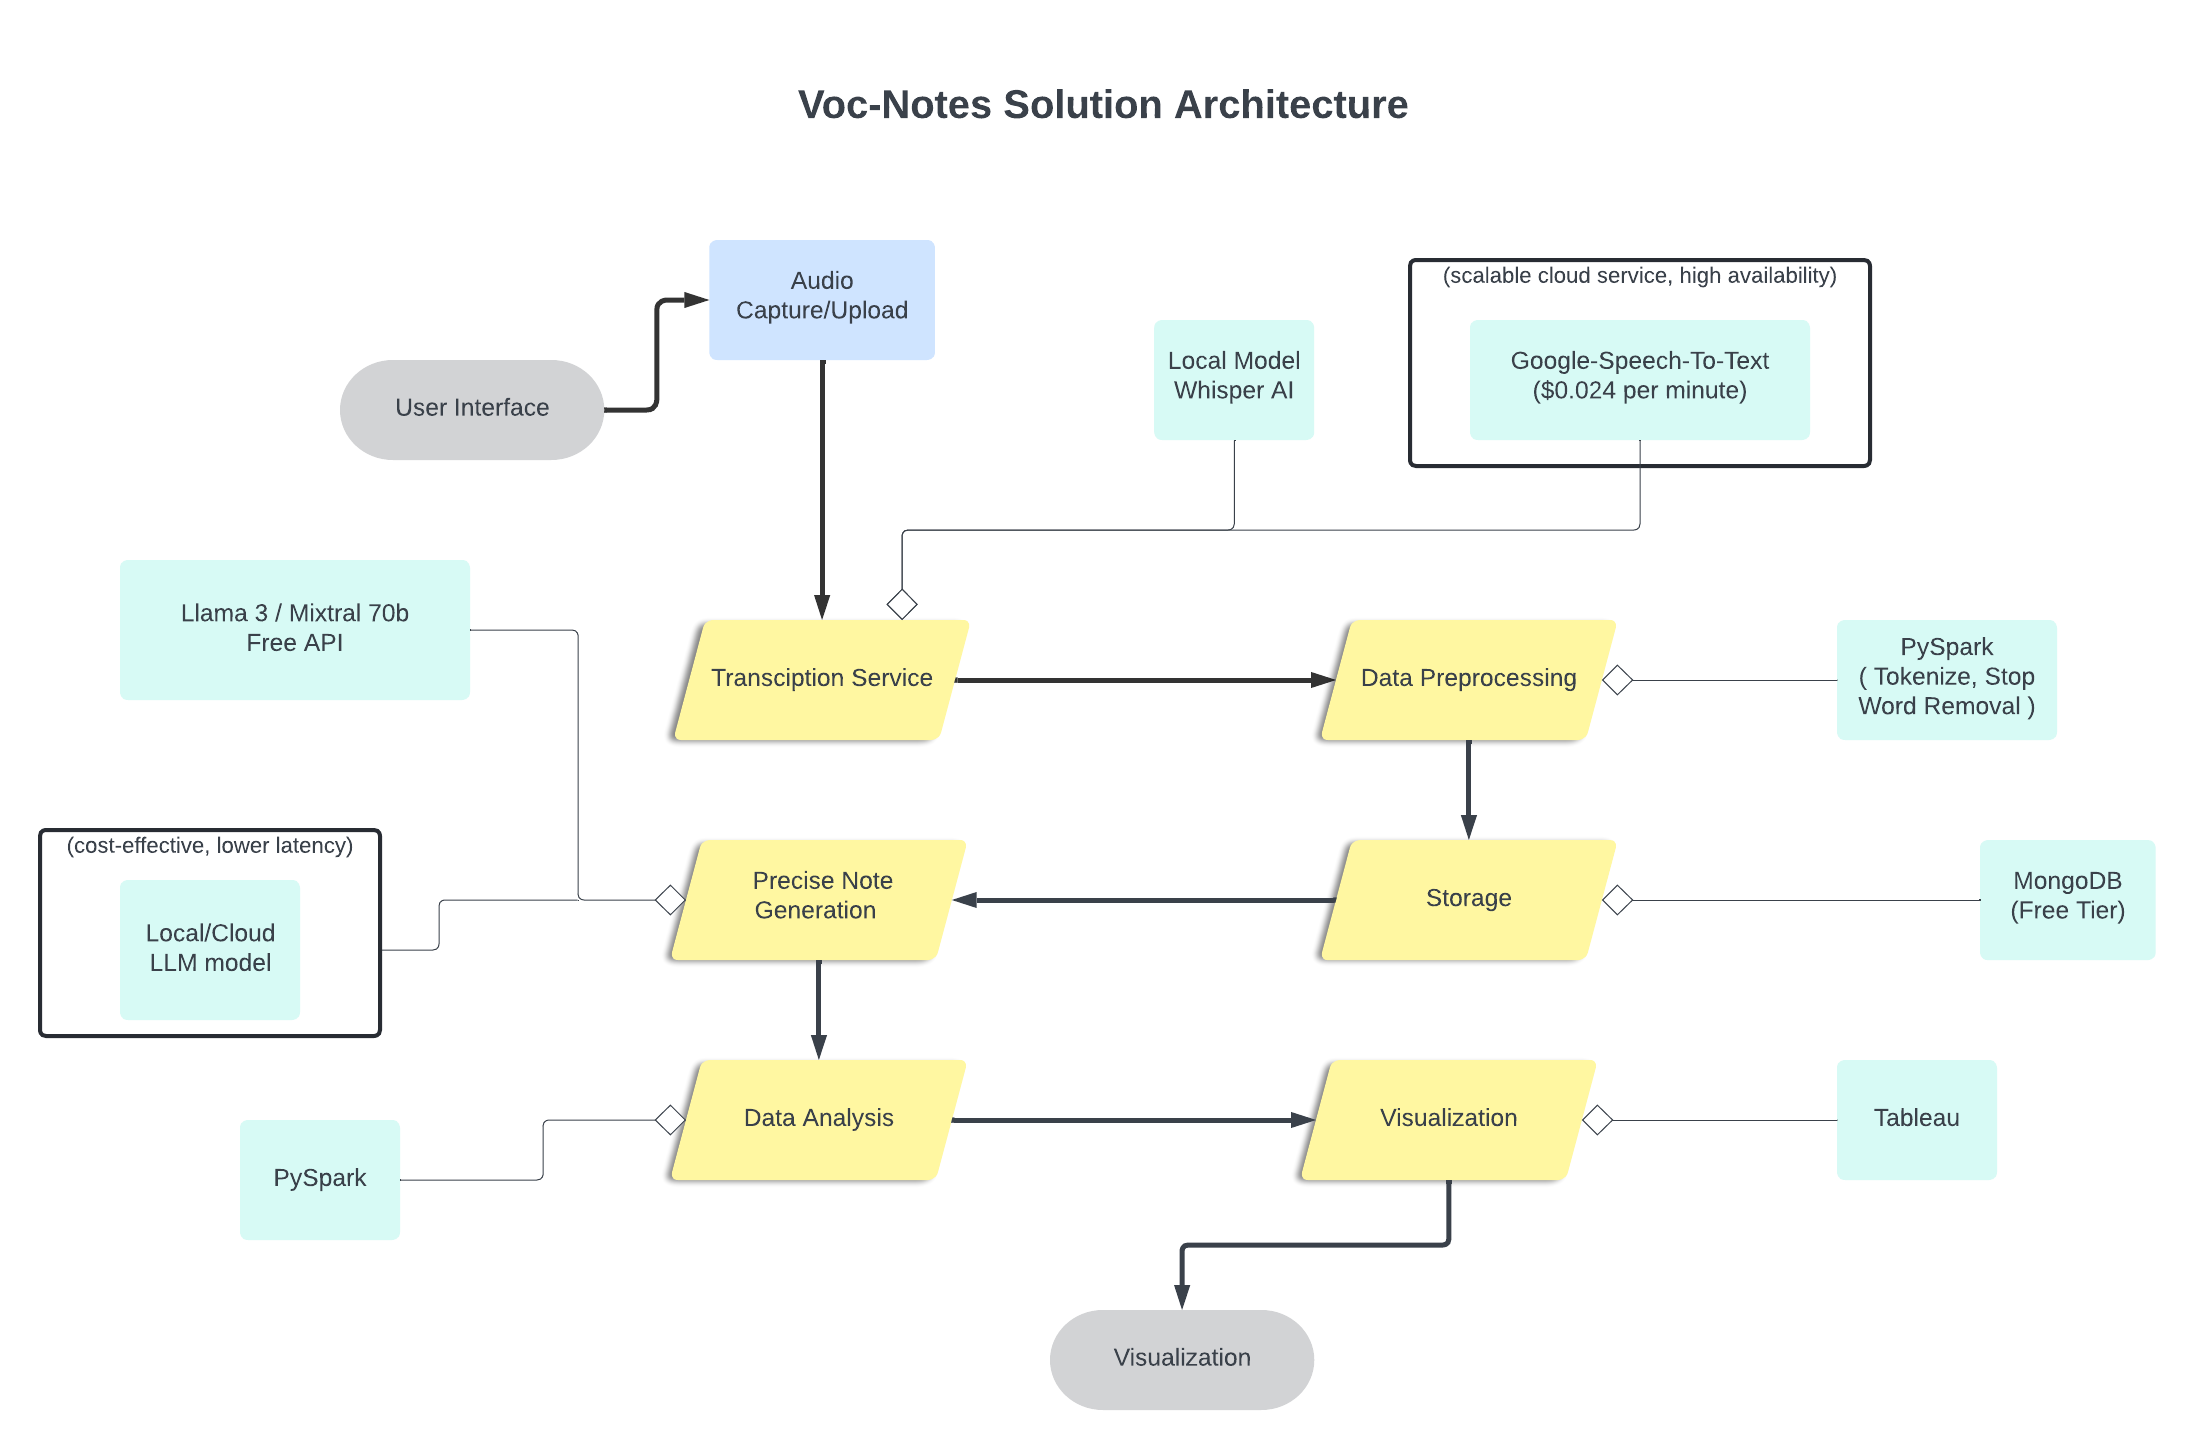 Voc-Notes Solution Architecture
Audio
Capture/Upload
(scalable cloud service, high availability)
Local Model
Whisper AI
Google-Speech-To-Text
($0.024 per minute)
User Interface
Llama 3 / Mixtral 70b
Free API
Transciption Service
Data Preprocessing
PySpark
( Tokenize, Stop
Word Removal )
(cost-effective, lower latency)
Local/Cloud
LLM model
Precise Note
Generation
Storage
MongoDB
(Free Tier)
PySpark
Data Analysis
Visualization
Tableau
Visualization